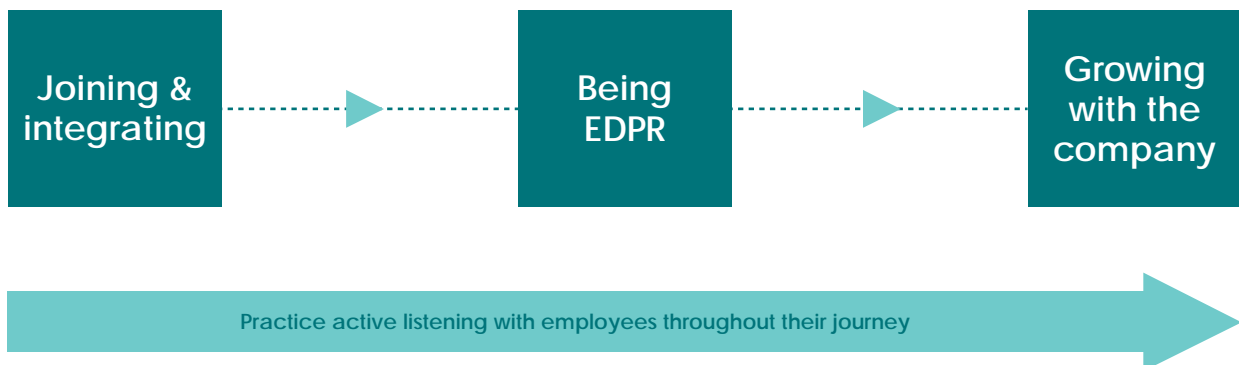 Joining &
integrating
Being
EDPR
Growing
with the
company
Practice active listening with employees throughout their journey